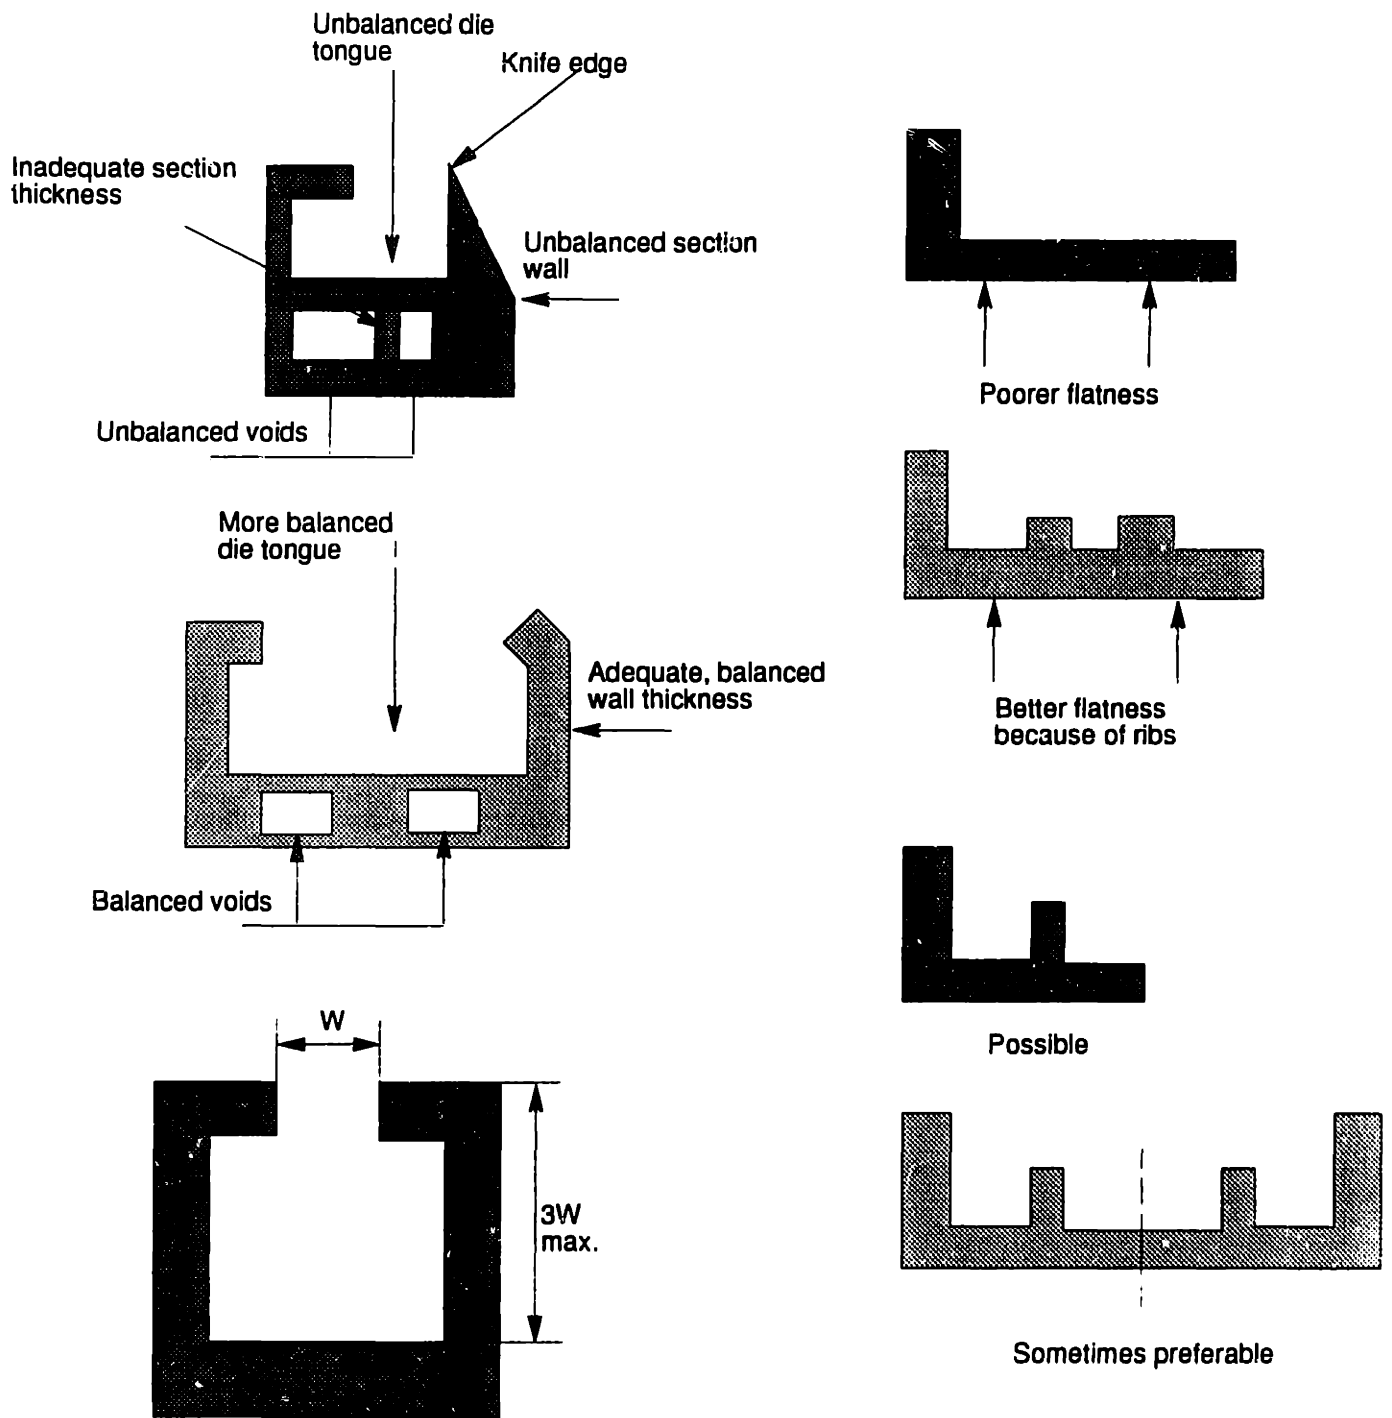 Unbalanced die
tongue
Knife edge
Inadequate section
thickness
Unbalanced section
wall
Unbalanced voids
More balanced
die tongue
Adequate, balanced
wall thickness
Balanced voids
W
3W
max.
Poorer flatness
Better flatness
because of ribs
Possible
Sometimes preferable